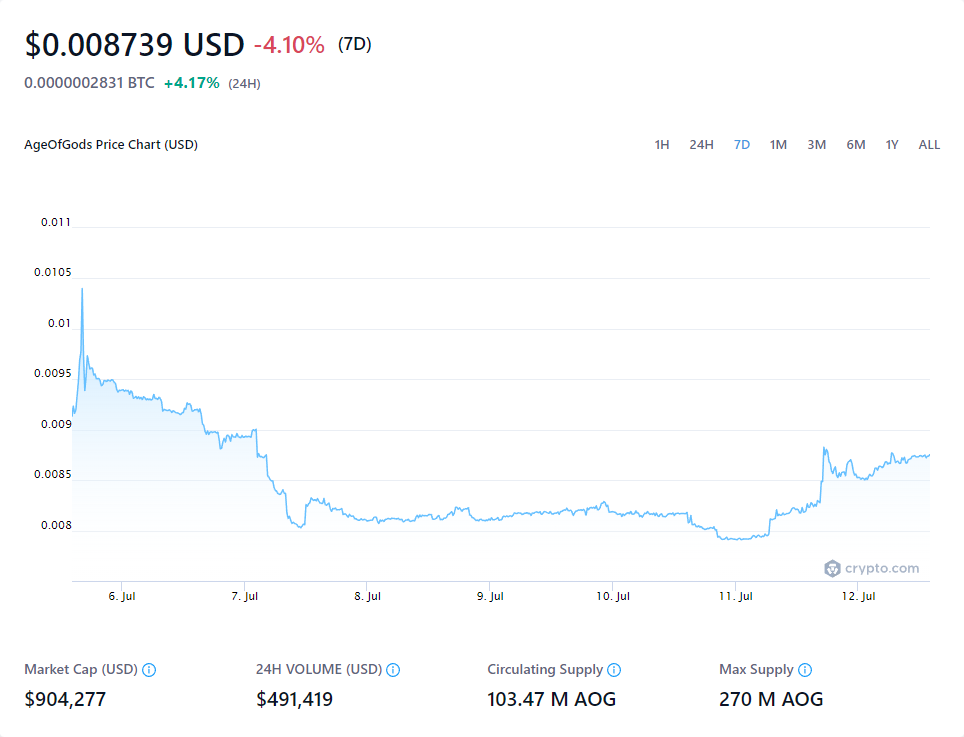 $0.008739 USD -4.10% (7D)
0.0000002831 BTC +4.17% (24H)
AgeOfGods Price Chart (USD) 1H 24H 7D 1M 3M 6M 1Y ALL
0.011
0.0105
0.01
0.0095
0.009
0.0085
0.008
crypto.com
6. Jul 7. Jul 8. Jul 9. Jul 10. Jul 11. Jul 12. Jul
Market Cap (USD) 24H VOLUME (USD) Circulating Supply Max Supply
$904,277 $491,419 103.47 M AOG 270 M AOG